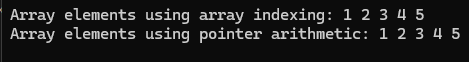 Array elements using array indexing: 1 2 3 4 5
Array elements using pointer arithmetic: 1 2 3 4 5